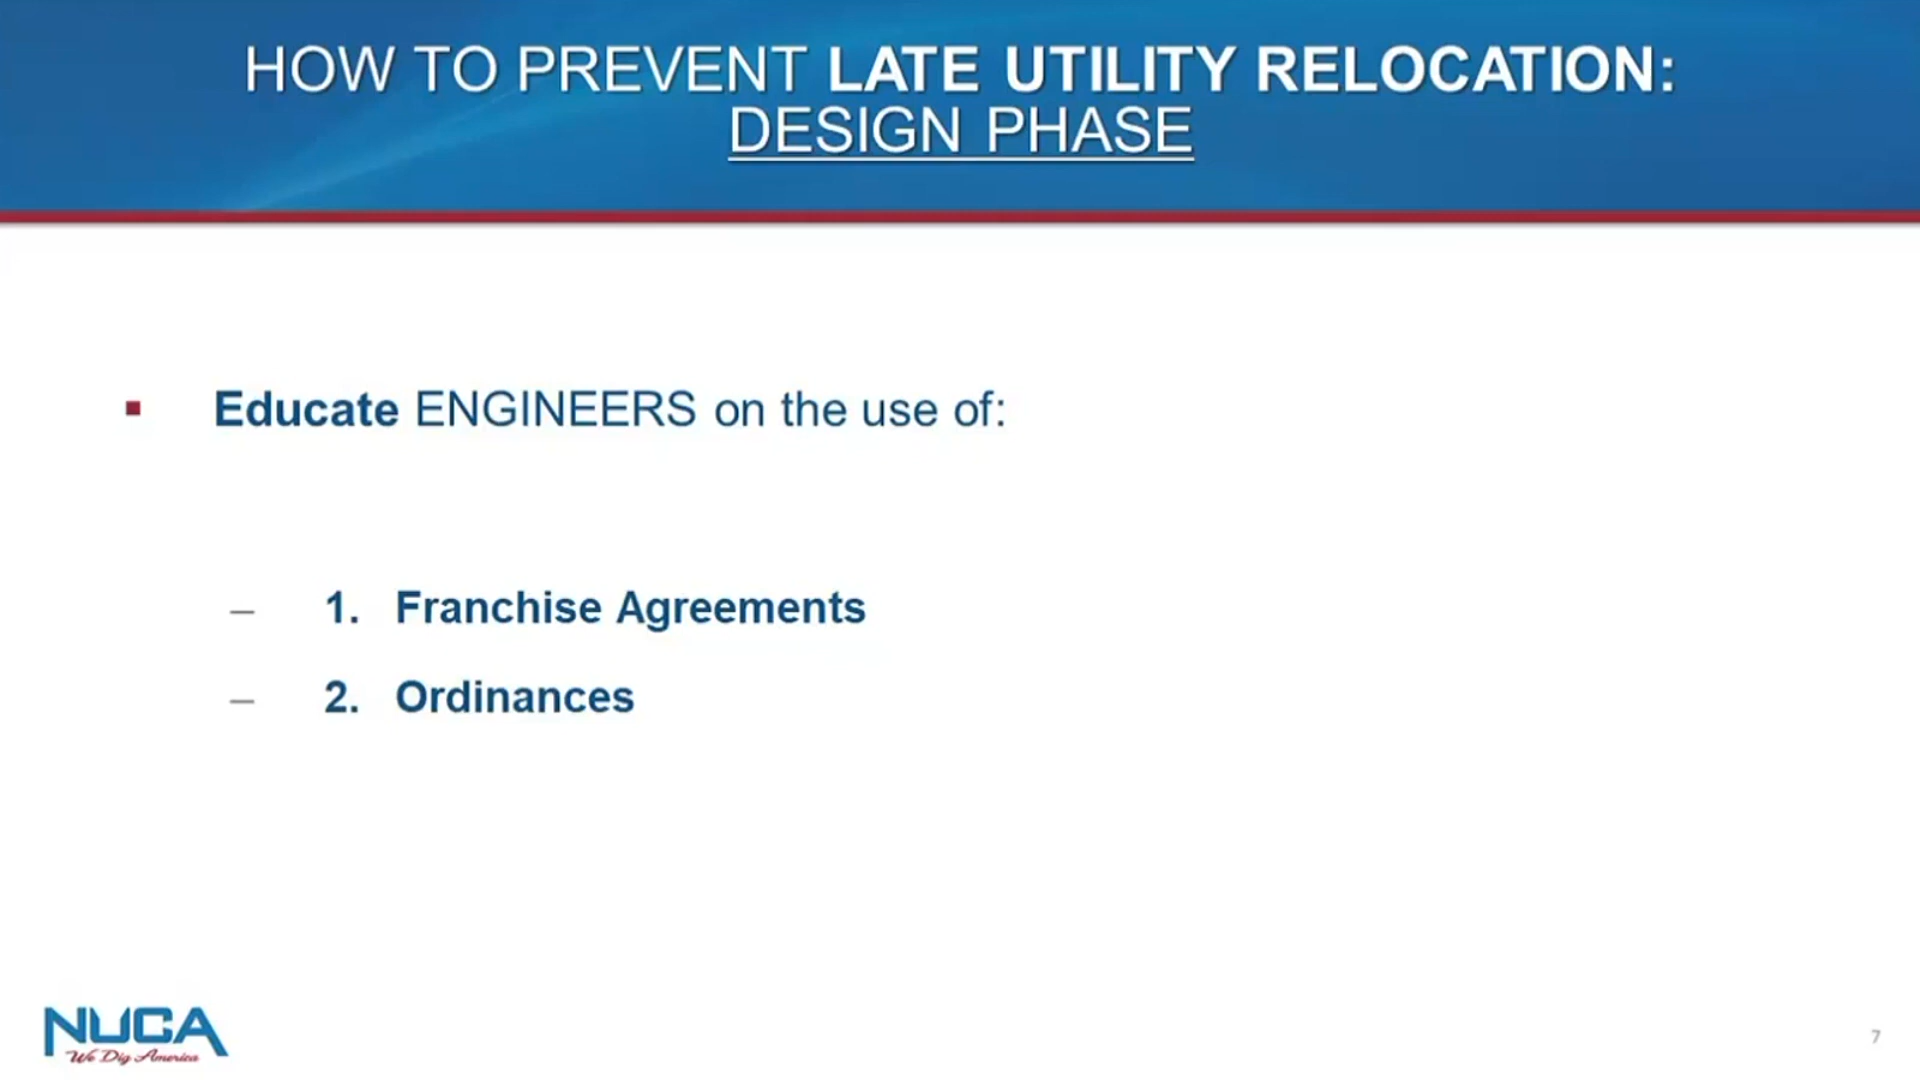 HOW TO PREVENT LATE UTILITY RELOCATION:
DESIGN PHASE
▪ Educate ENGINEERS on the use of:
– 1. Franchise Agreements
– 2. Ordinances
NUCA
We Dig America
7